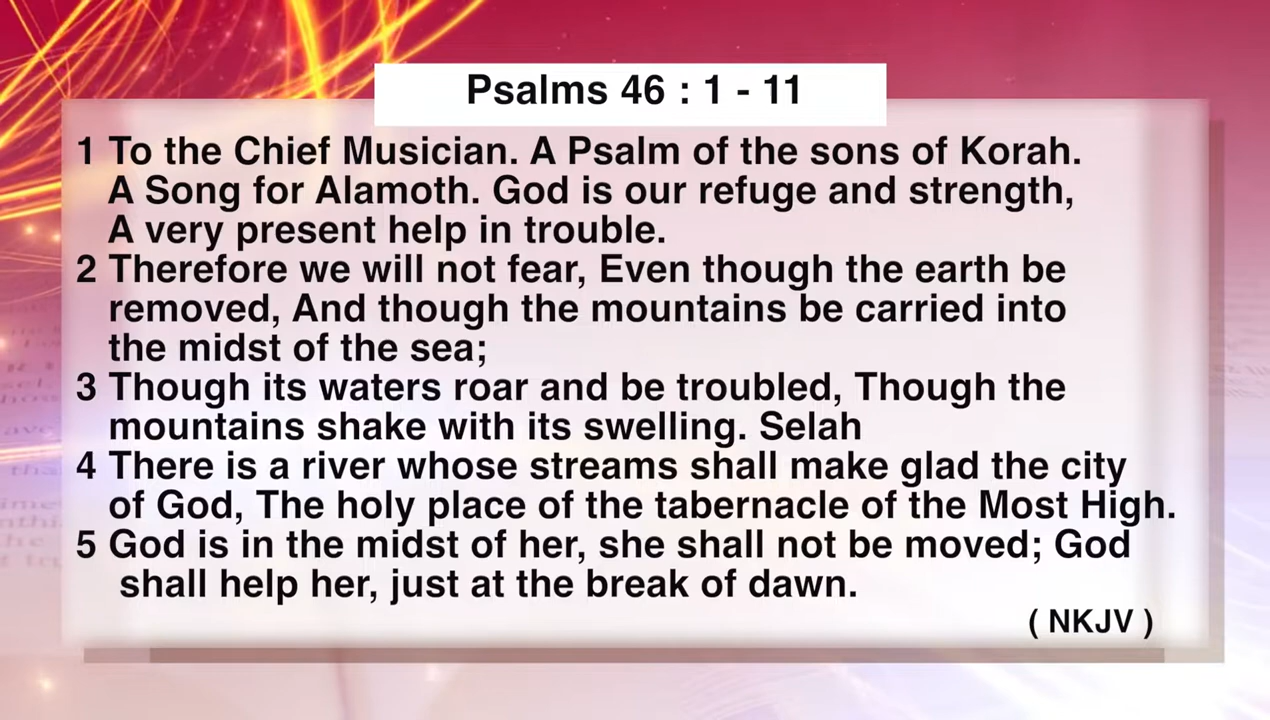 Psalms 46 : 1 - 11
1 To the Chief Musician. A Psalm of the sons of Korah.
A Song for Alamoth. God is our refuge and strength,
A very present help in trouble.
2 Therefore we will not fear, Even though the earth be
removed, And though the mountains be carried into
the midst of the sea;
3 Though its waters roar and be troubled, Though the
mountains shake with its swelling. Selah
4 There is a river whose streams shall make glad the city
of God, The holy place of the tabernacle of the Most High.
5 God is in the midst of her, she shall not be moved; God
shall help her, just at the break of dawn.
( NKJV )